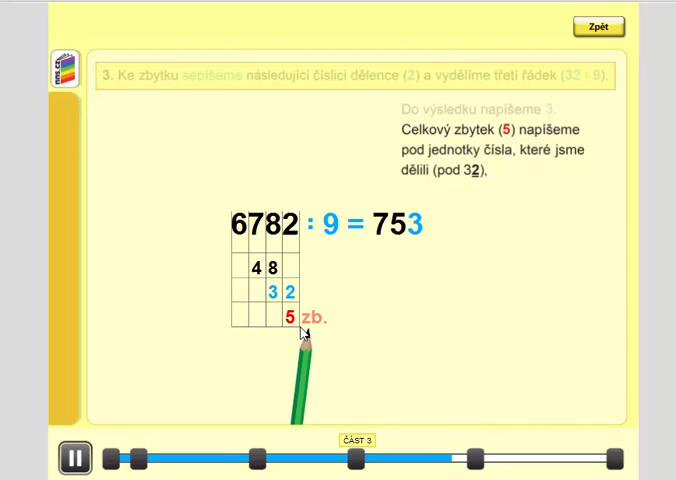 Zpět
nns.cz
3. Ke zbytku sepíšeme následující číslici dělence (2) a vydělíme třetí řádek (32 : 9).
Do výsledku napíšeme 3.
Celkový zbytek (5) napíšeme
pod jednotky čísla, které jsme
dělili (pod 32),
6782 : 9 = 753
48
32
5 zb.
ČÁST 3